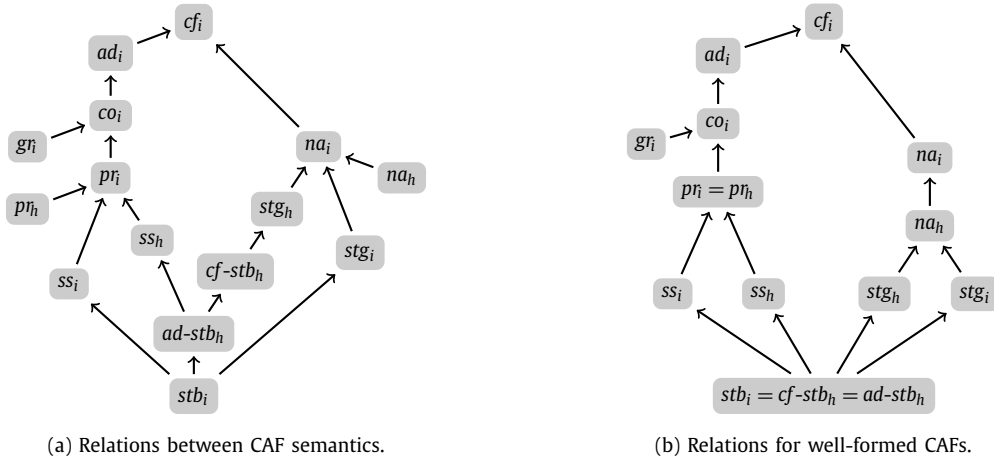 cf_i
ad_i
co_i
gr_i
pr_i
pr_h
na_i
na_h
stg_h
ss_h
stg_i
cf-stb_h
ss_i
ad-stb_h
stb_i
(a) Relations between CAF semantics.
cf_i
ad_i
co_i
gr_i
na_i
pr_i = pr_h
na_h
ss_i ss_h stg_h stg_i
stb_i = cf-stb_h = ad-stb_h
(b) Relations for well-formed CAFs.